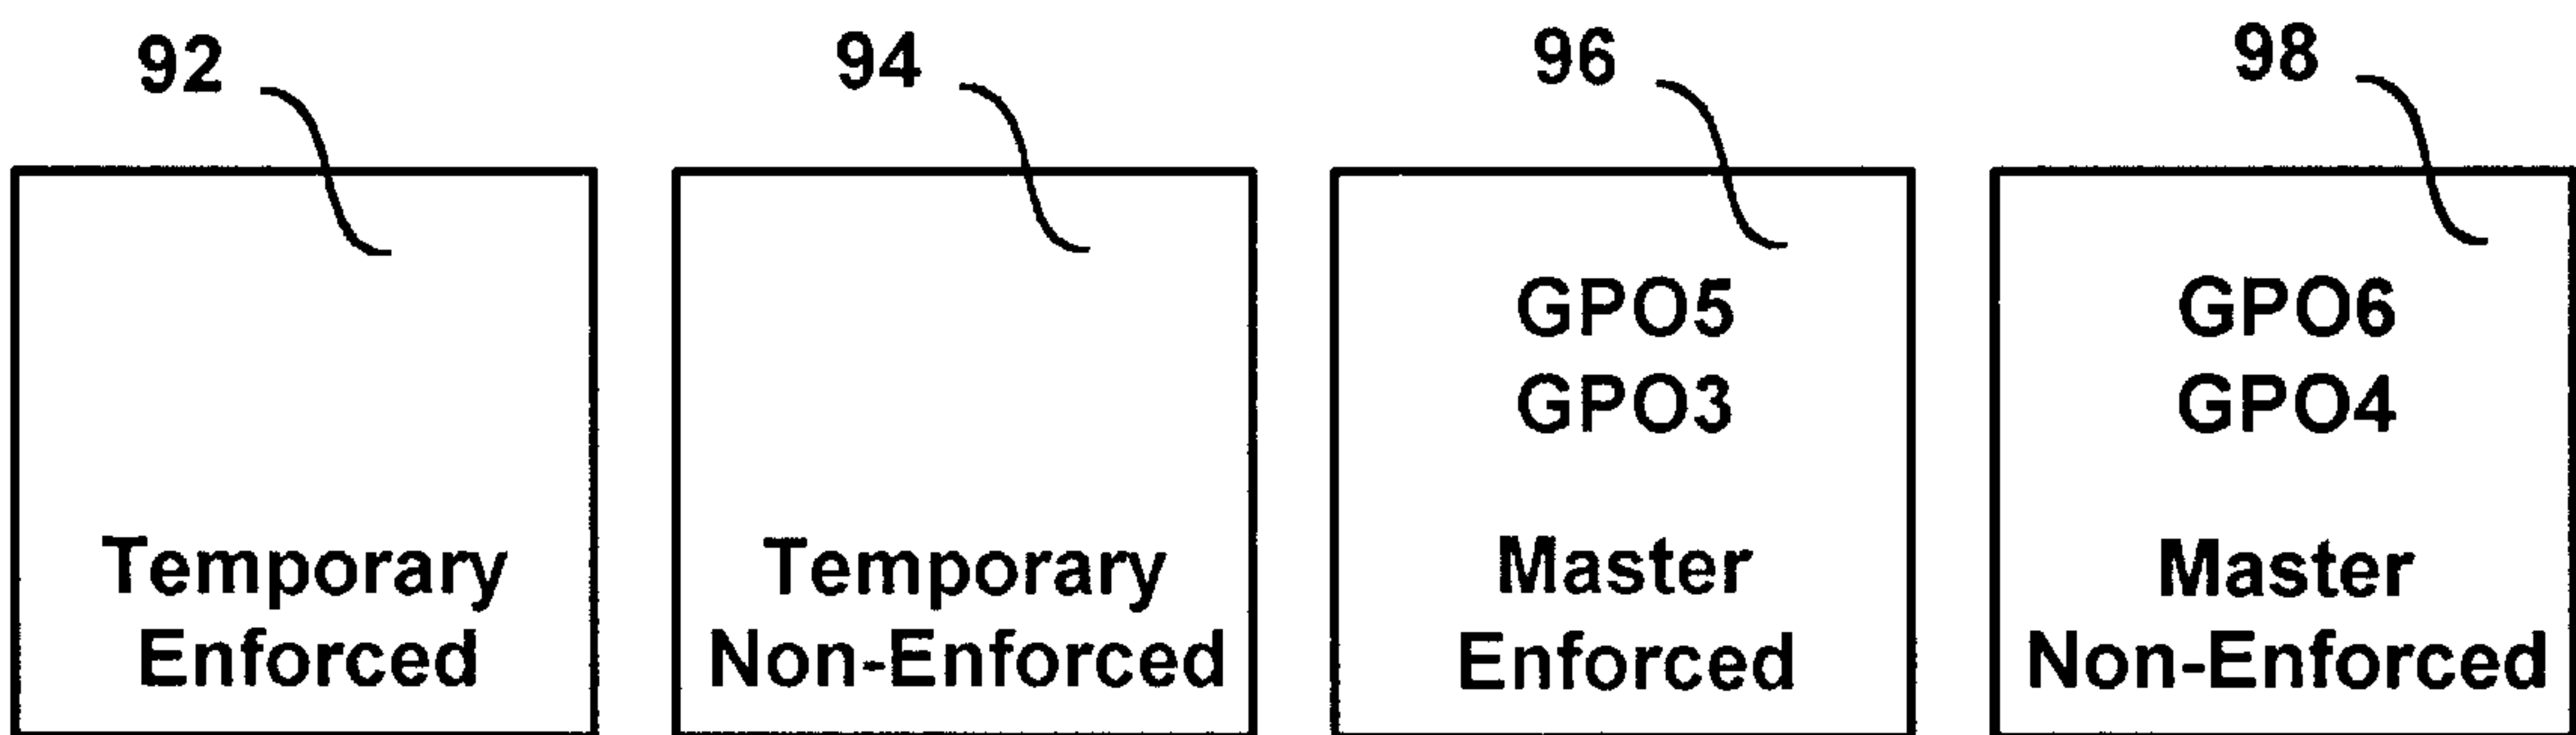 92
94
96
98
GPO5
GPO3
GPO6
GPO4
Temporary
Enforced
Temporary
Non-Enforced
Master
Enforced
Master
Non-Enforced